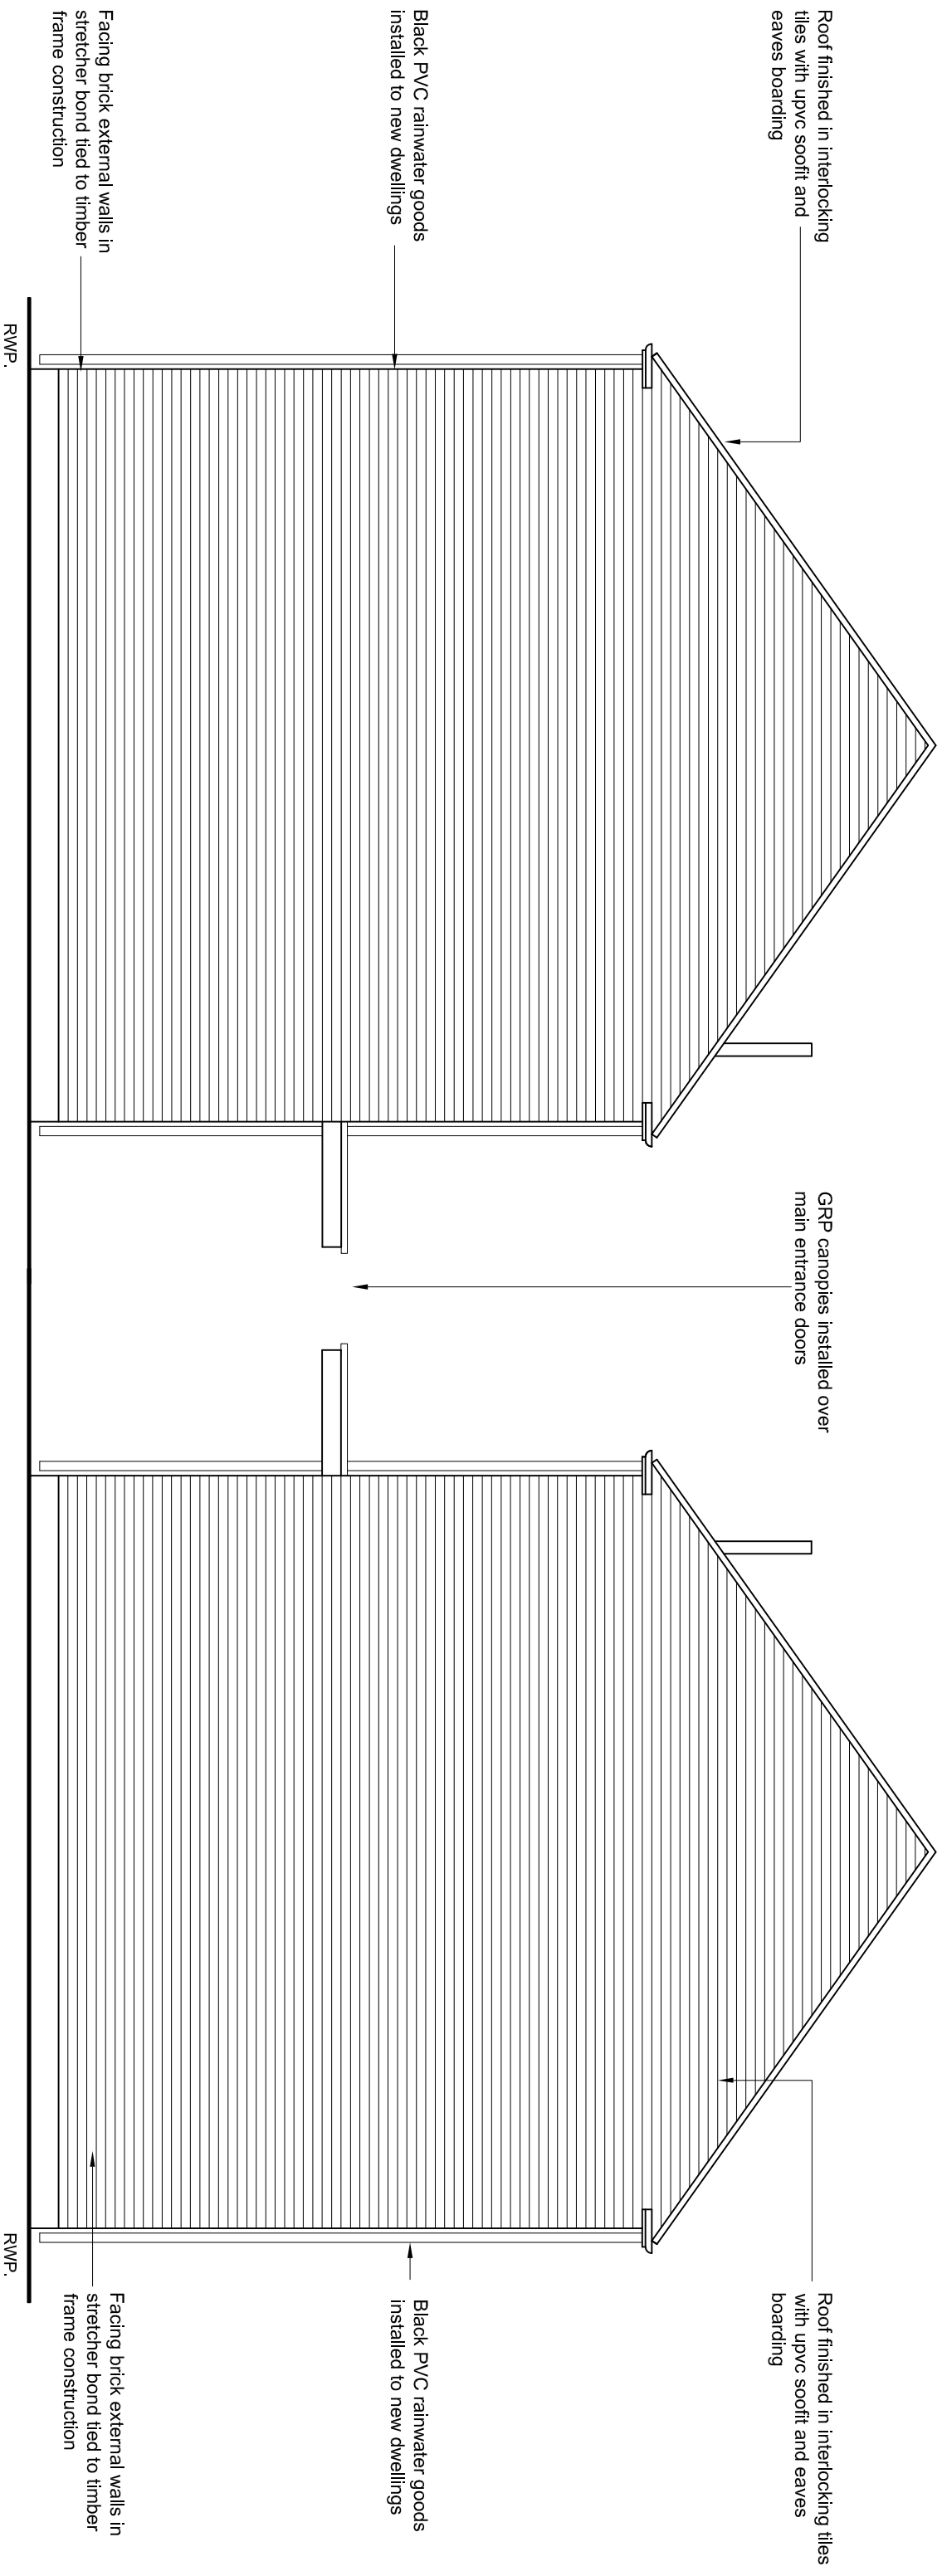 Roof finished in interlocking
tiles with upvc soofit and
eaves boarding
GRP canopies installed over
main entrance doors
Roof finished in interlocking tiles
with upvc soofit and eaves
boarding
Black PVC rainwater goods
installed to new dwellings
Black PVC rainwater goods
installed to new dwellings
Facing brick external walls in
stretcher bond tied to timber
frame construction
Facing brick external walls in
stretcher bond tied to timber
frame construction
RWP.
RWP.